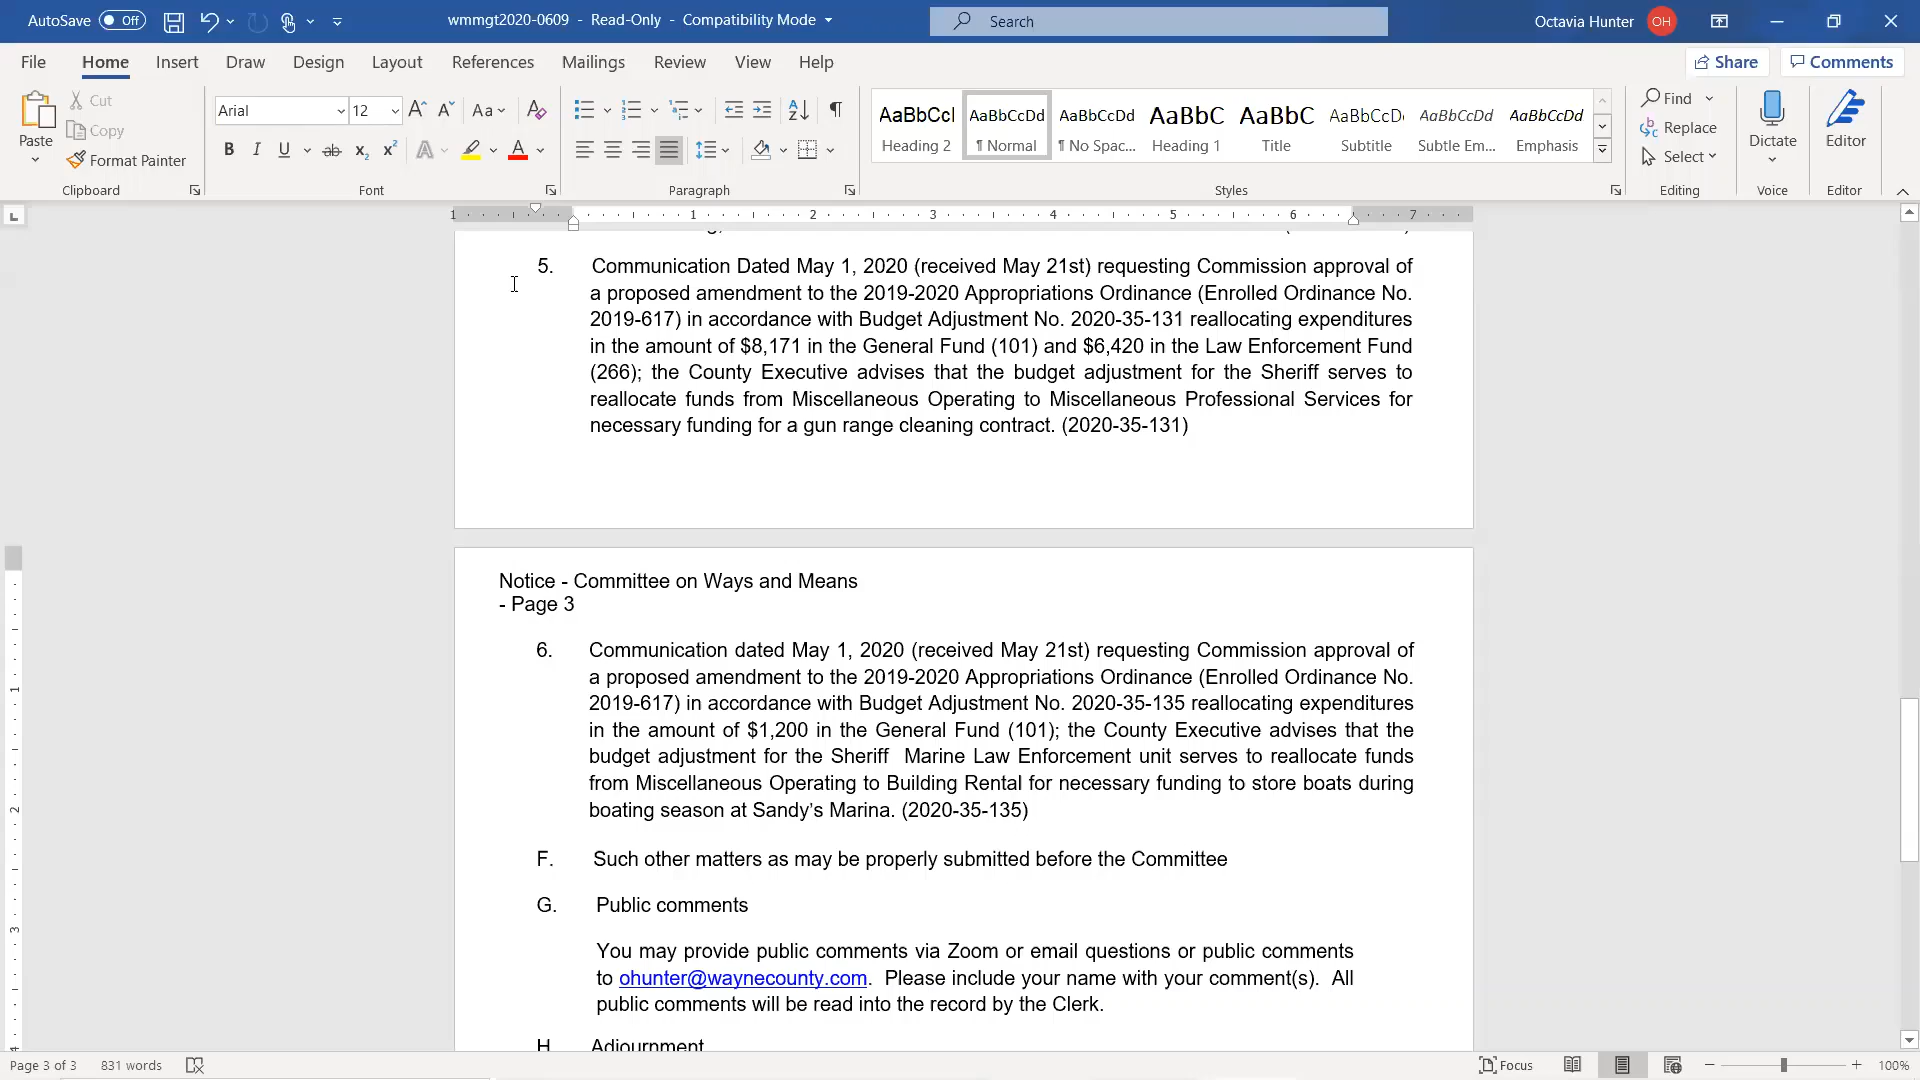 AutoSave Off wmmgt2020-0609 - Read-Only - Compatibility Mode Search Octavia Hunter OH
File Home Insert Draw Design Layout References Mailings Review View Help Share Comments
Paste
Cut
Copy
Format Painter
Clipboard
Arial 12
Font
Paragraph
AaBbCcI AaBbCcDd AaBbCcDd AaBbC AaBbC AaBbCcD AaBbCcDd AaBbCcDd
Heading 2 ¶ Normal ¶ No Spac... Heading 1 Title Subtitle Subtle Em... Emphasis
Styles
Find
Replace
Select
Editing
Dictate
Voice
Editor
Editor
1 1 2 3 4 5 6 7
5. Communication Dated May 1, 2020 (received May 21st) requesting Commission approval of
a proposed amendment to the 2019-2020 Appropriations Ordinance (Enrolled Ordinance No.
2019-617) in accordance with Budget Adjustment No. 2020-35-131 reallocating expenditures
in the amount of $8,171 in the General Fund (101) and $6,420 in the Law Enforcement Fund
(266); the County Executive advises that the budget adjustment for the Sheriff serves to
reallocate funds from Miscellaneous Operating to Miscellaneous Professional Services for
necessary funding for a gun range cleaning contract. (2020-35-131)
Notice - Committee on Ways and Means
- Page 3
6. Communication dated May 1, 2020 (received May 21st) requesting Commission approval of
a proposed amendment to the 2019-2020 Appropriations Ordinance (Enrolled Ordinance No.
2019-617) in accordance with Budget Adjustment No. 2020-35-135 reallocating expenditures
in the amount of $1,200 in the General Fund (101); the County Executive advises that the
budget adjustment for the Sheriff Marine Law Enforcement unit serves to reallocate funds
from Miscellaneous Operating to Building Rental for necessary funding to store boats during
boating season at Sandy's Marina. (2020-35-135)
F. Such other matters as may be properly submitted before the Committee
G. Public comments
You may provide public comments via Zoom or email questions or public comments
to ohunter@waynecounty.com. Please include your name with your comment(s). All
public comments will be read into the record by the Clerk.
H. Adjournment
Page 3 of 3 831 words Focus 100%